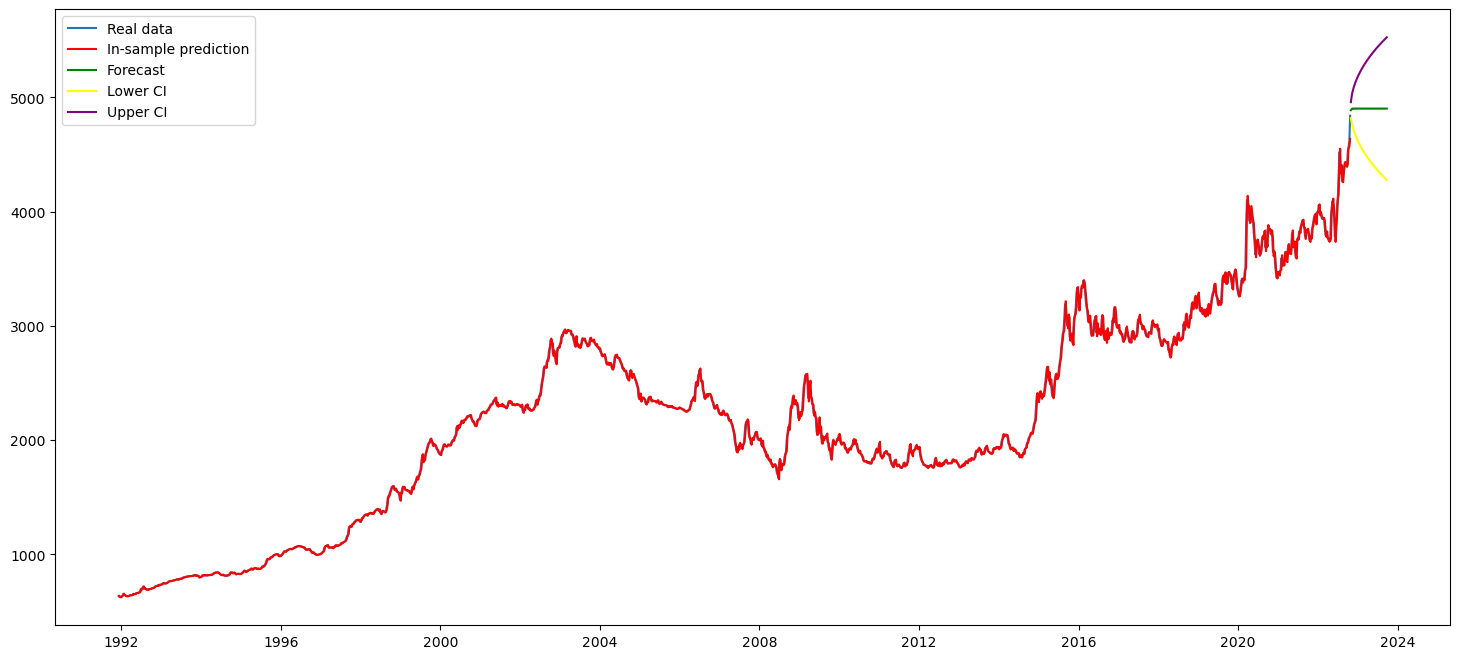 Real data
In-sample prediction
Forecast
Lower CI
Upper CI
5000
4000
3000
2000
1000
1992 1996 2000 2004 2008 2012 2016 2020 2024